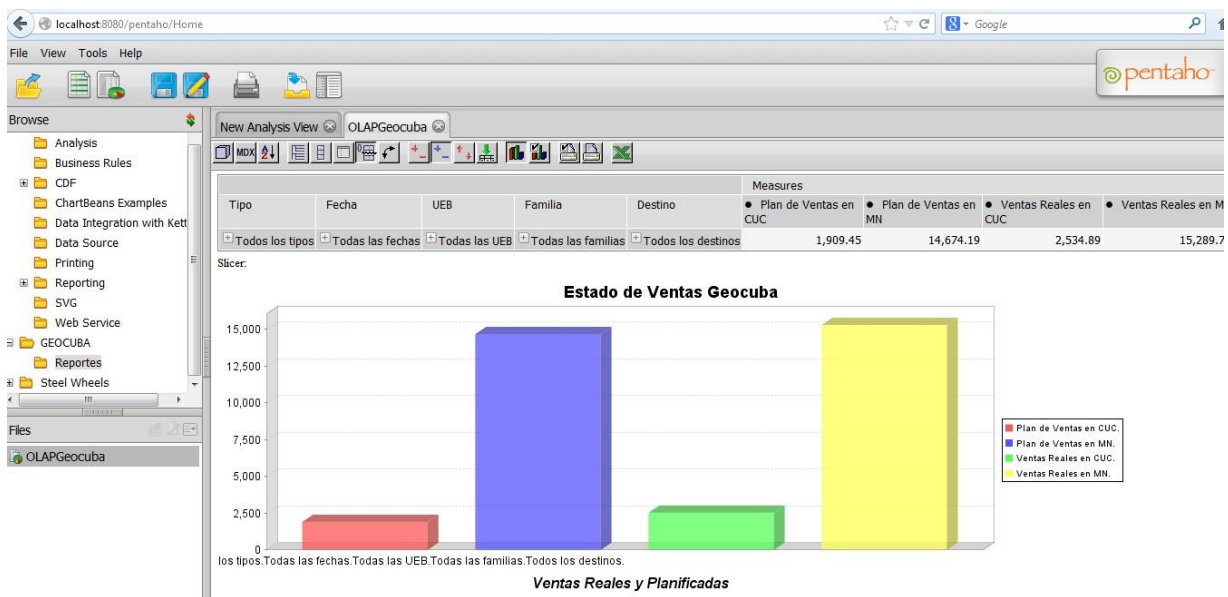 localhost:8080/pentaho/Home
Google
File View Tools Help
pentaho
Browse
Analysis
Business Rules
CDF
ChartBeans Examples
Data Integration with Kett
Data Source
Printing
Reporting
SVG
Web Service
GEOCUBA
Reportes
Steel Wheels
Files
OLAPGeocuba
New Analysis View OLAPGeocuba
MDX
Measures
Tipo Fecha UEB Familia Destino Plan de Ventas en CUC Plan de Ventas en MN Ventas Reales en CUC Ventas Reales en M
Todos los tipos Todas las fechas Todas las UEB Todas las familias Todos los destinos 1,909.45 14,674.19 2,534.89 15,289.7
Slicer:
Estado de Ventas Geocuba
15,000
12,500
10,000
7,500
5,000
2,500
0
los tipos.Todas las fechas.Todas las UEB.Todas las familias.Todos los destinos.
Ventas Reales y Planificadas
Plan de Ventas en CUC.
Plan de Ventas en MN.
Ventas Reales en CUC.
Ventas Reales en MN.